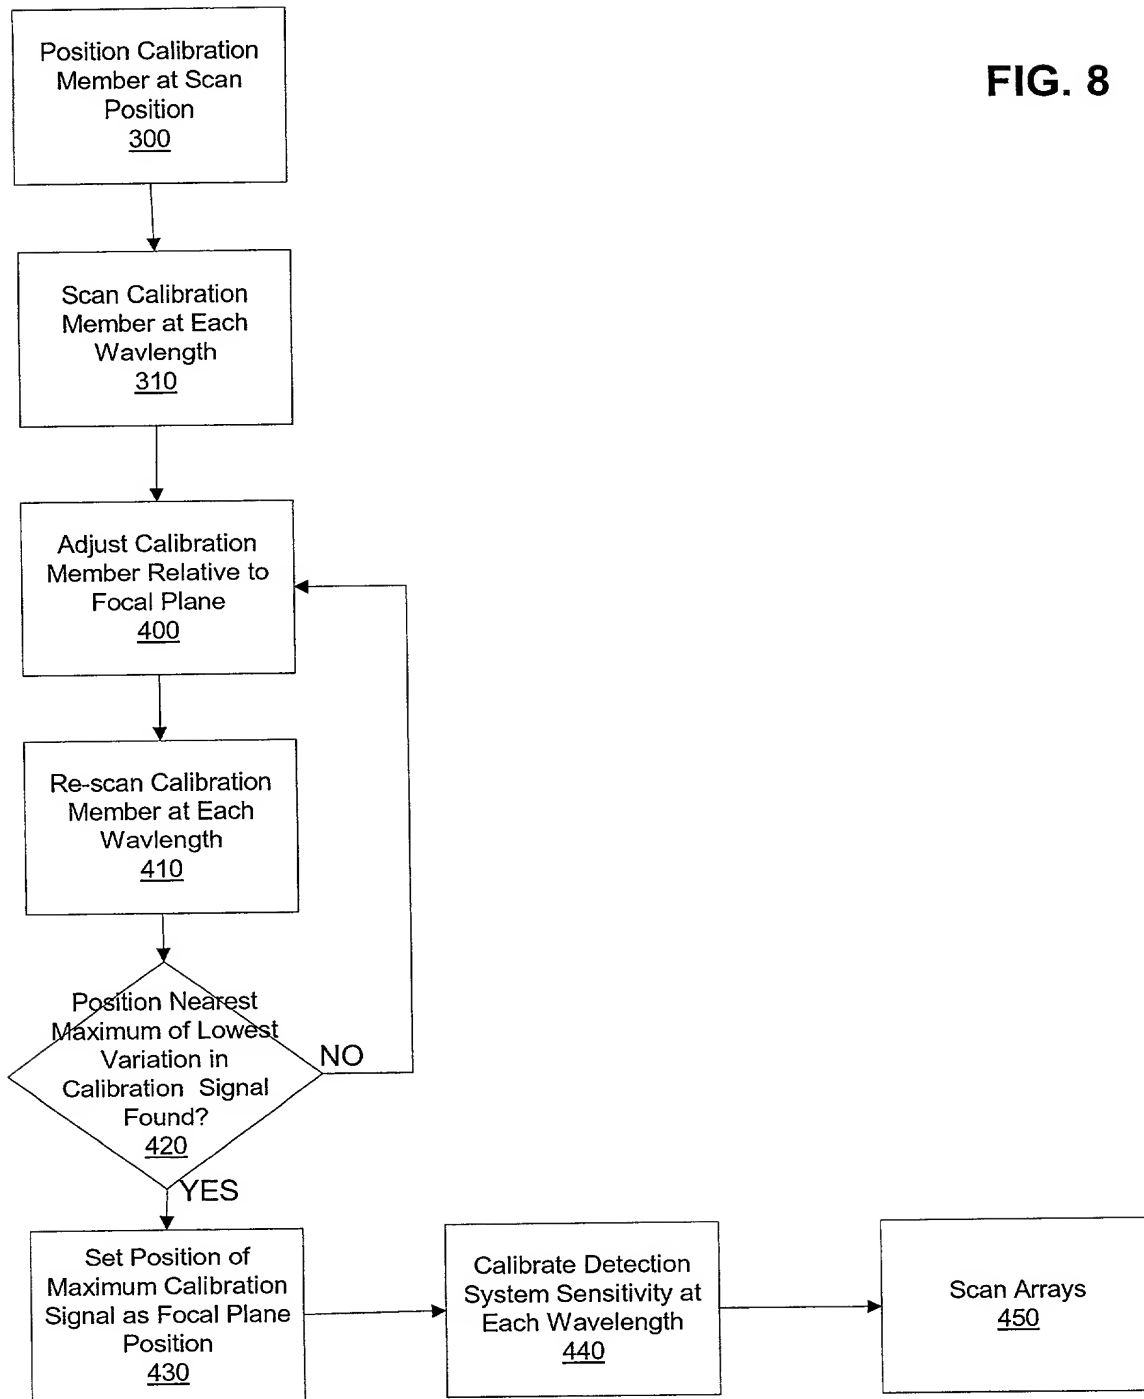 FIG. 8
Position Calibration
Member at Scan
Position
300
Scan Calibration
Member at Each
Wavlength
310
Adjust Calibration
Member Relative to
Focal Plane
400
Re-scan Calibration
Member at Each
Wavlength
410
Position Nearest
Maximum of Lowest
Variation in
Calibration Signal
Found?
420
NO
YES
Set Position of
Maximum Calibration
Signal as Focal Plane
Position
430
Calibrate Detection
System Sensitivity at
Each Wavelength
440
Scan Arrays
450